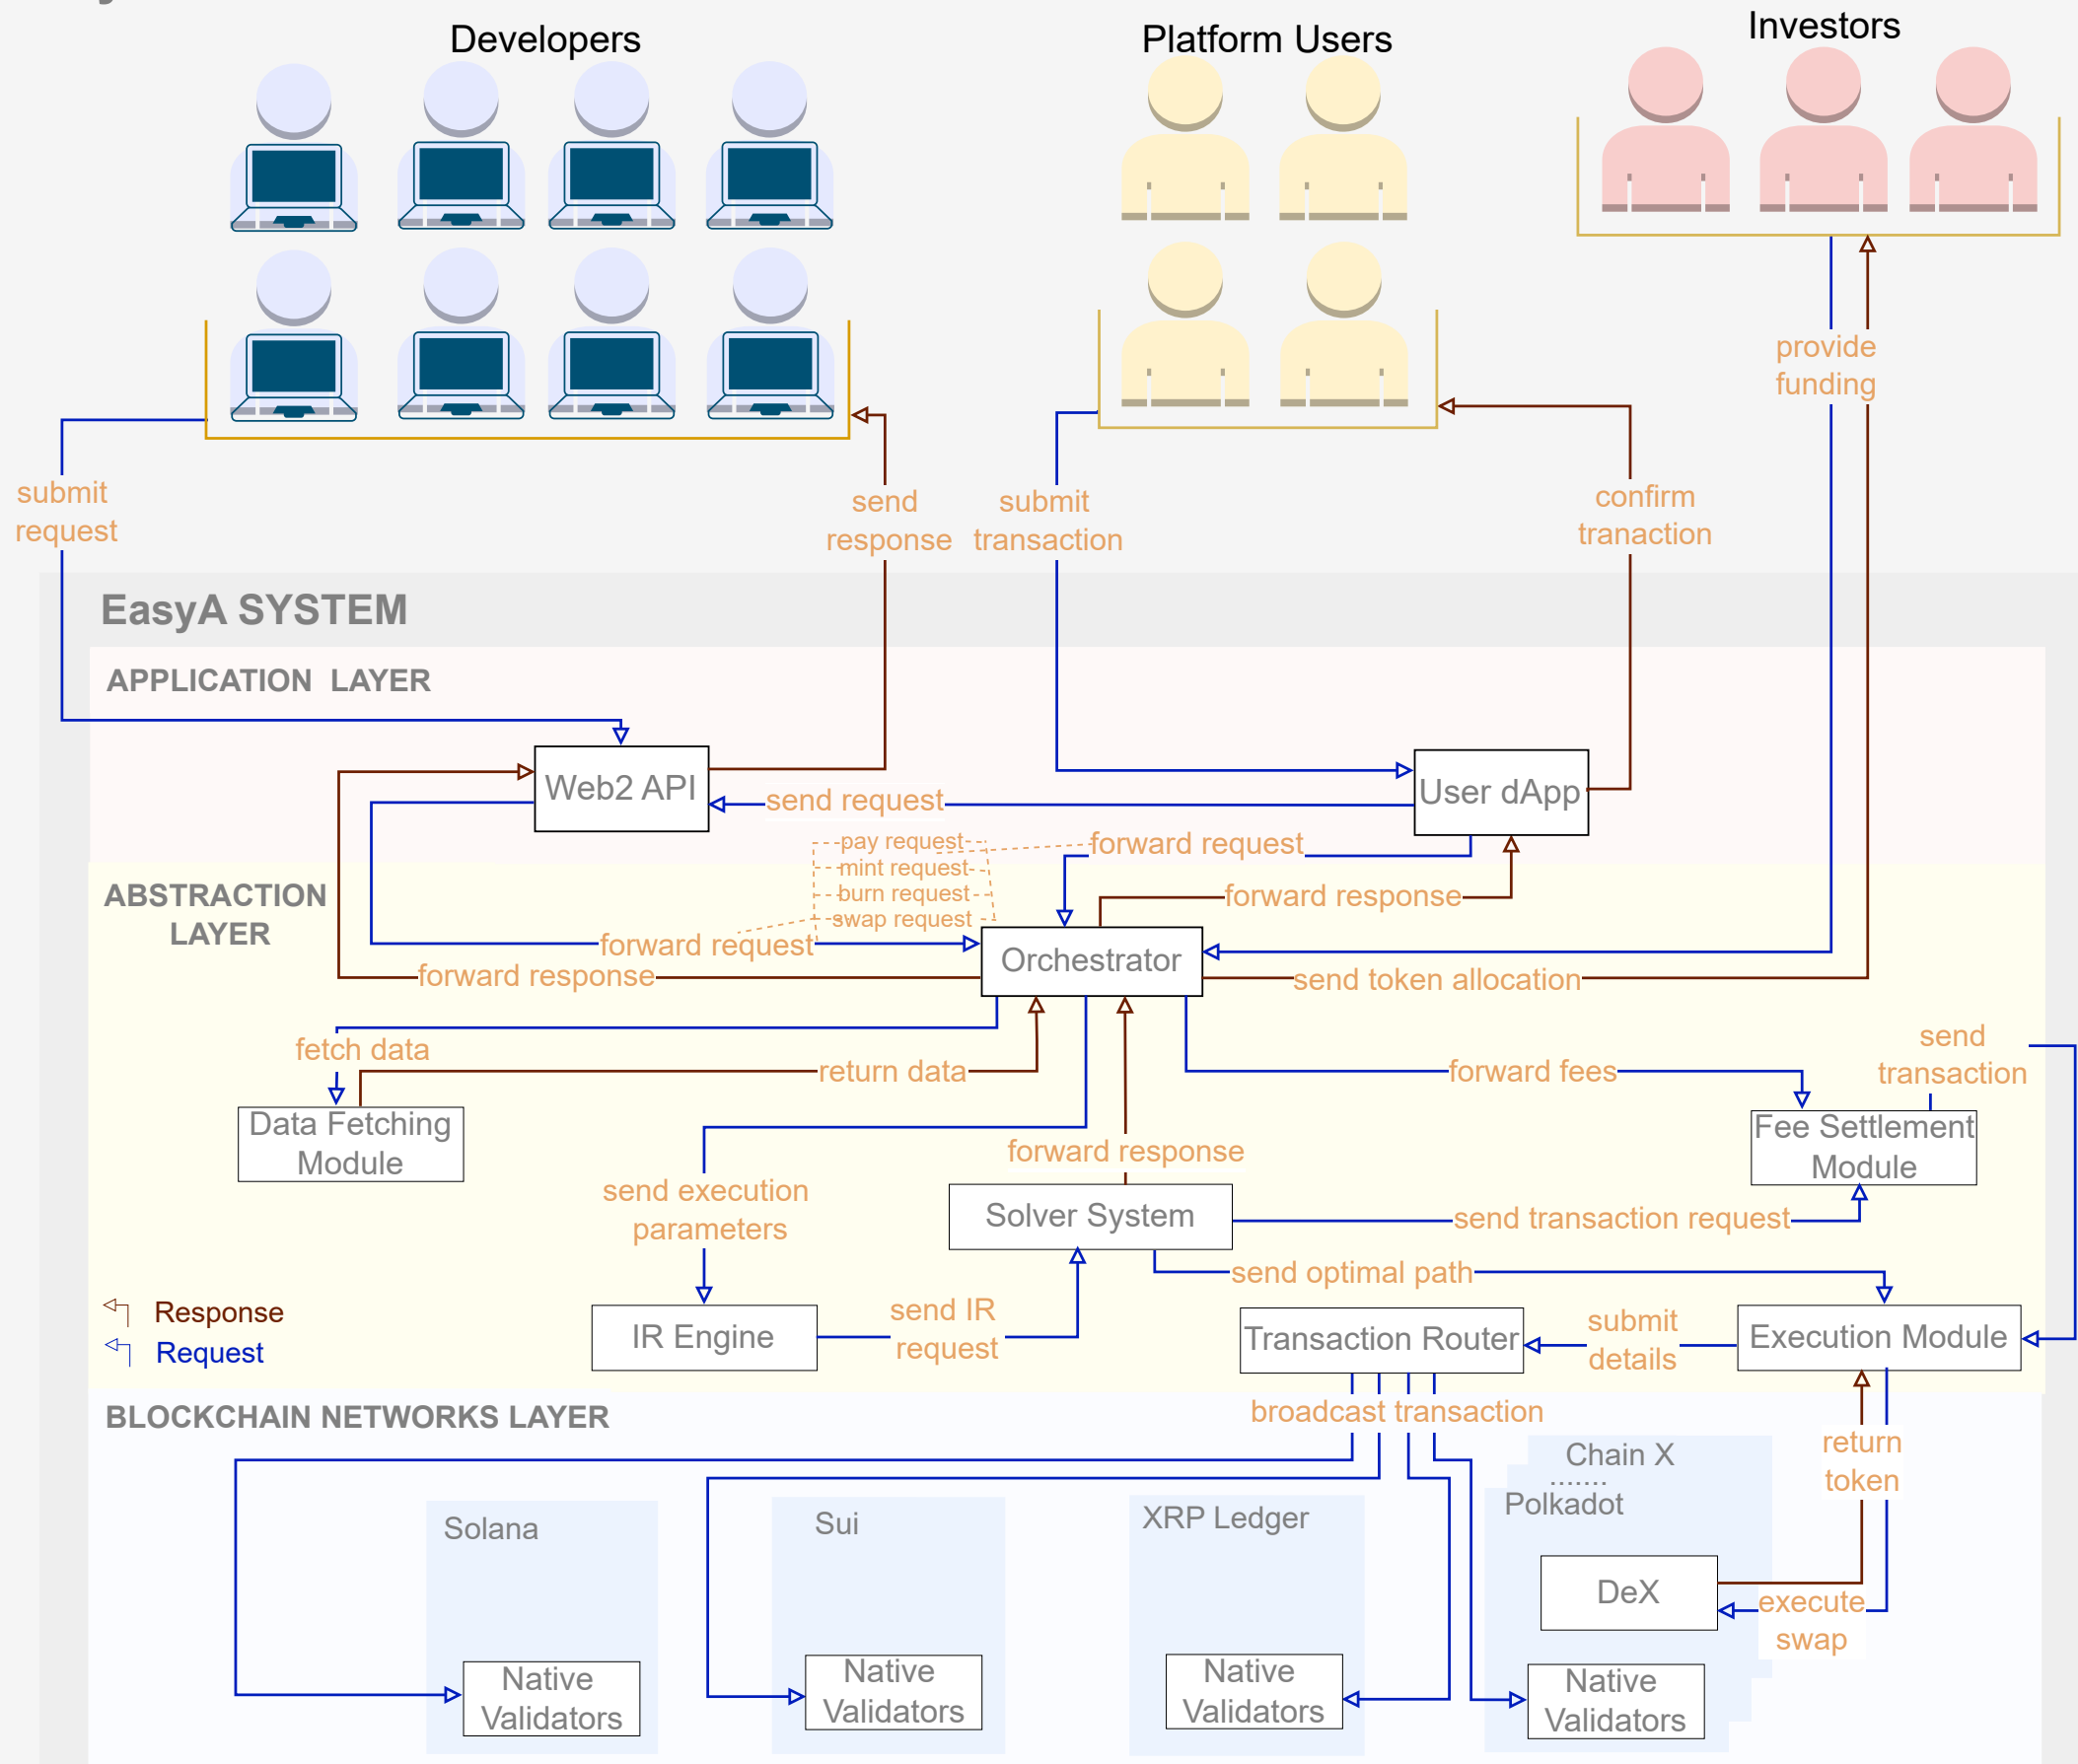 Developers
Platform Users
Investors
provide
funding
submit
request
send
response
submit
transaction
confirm
tranaction
EasyA SYSTEM
APPLICATION LAYER
Web2 API
User dApp
send request
pay request
mint request
burn request
swap request
forward request
forward response
ABSTRACTION
LAYER
forward request
forward response
Orchestrator
send token allocation
fetch data
return data
forward fees
send
transaction
Data Fetching
Module
Fee Settlement
Module
forward response
send execution
parameters
Solver System
send transaction request
send optimal path
Response
Request
IR Engine
send IR
request
Transaction Router
submit
details
Execution Module
BLOCKCHAIN NETWORKS LAYER
broadcast transaction
return
token
Chain X
.......
Polkadot
Solana
Sui
XRP Ledger
DeX
execute
swap
Native
Validators
Native
Validators
Native
Validators
Native
Validators